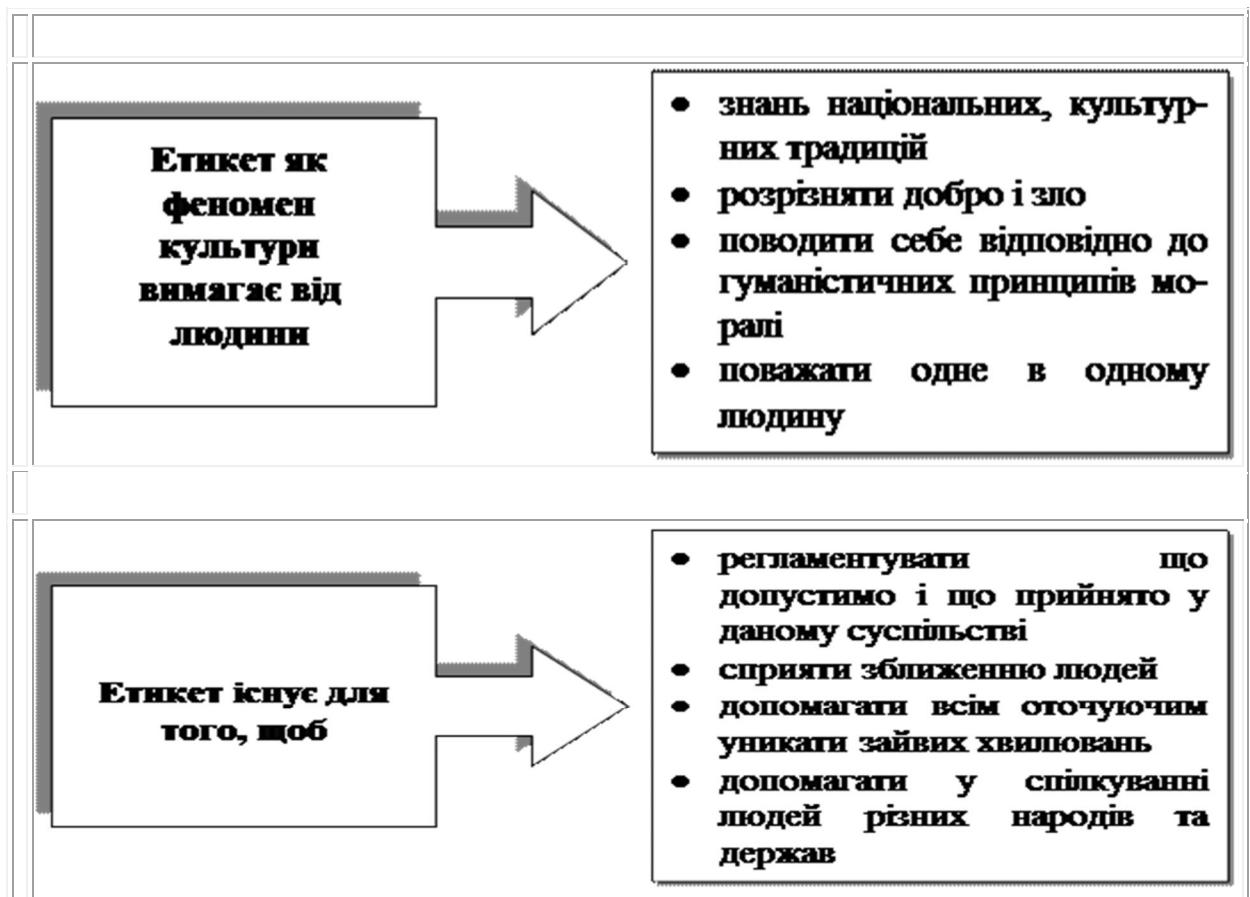 Етикет як
феномен
культури
вимагає від
людини
• знань національних, культур-
них традицій
• розрізняти добро і зло
• поводити себе відповідно до
гуманістичних принципів мо-
ралі
• поважати одне в одному
людину
Етикет існує для
того, щоб
• регламентувати що
допустимо і що прийнято у
даному суспільстві
• сприяти зближенню людей
• допомагати всім оточуючим
уникати зайвих хвилювань
• допомагати у спілкуванні
людей різних народів та
держав